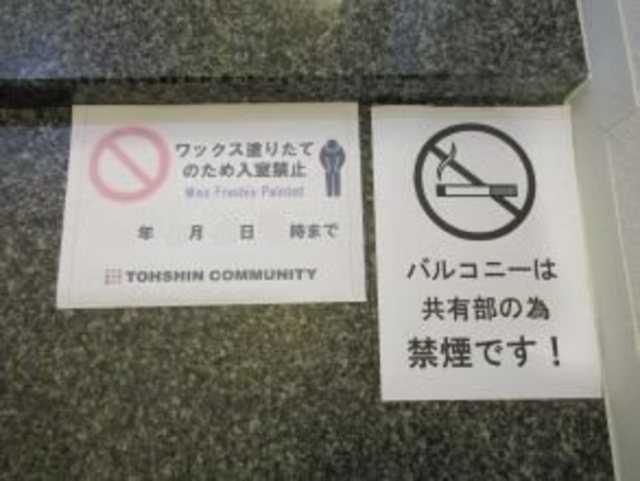 ワックス塗りたて
のため入室禁止
Wax Freshly Painted
年 月 日 時まで
TOHSHIN COMMUNITY
バルコニーは
共有部の為
禁煙です！